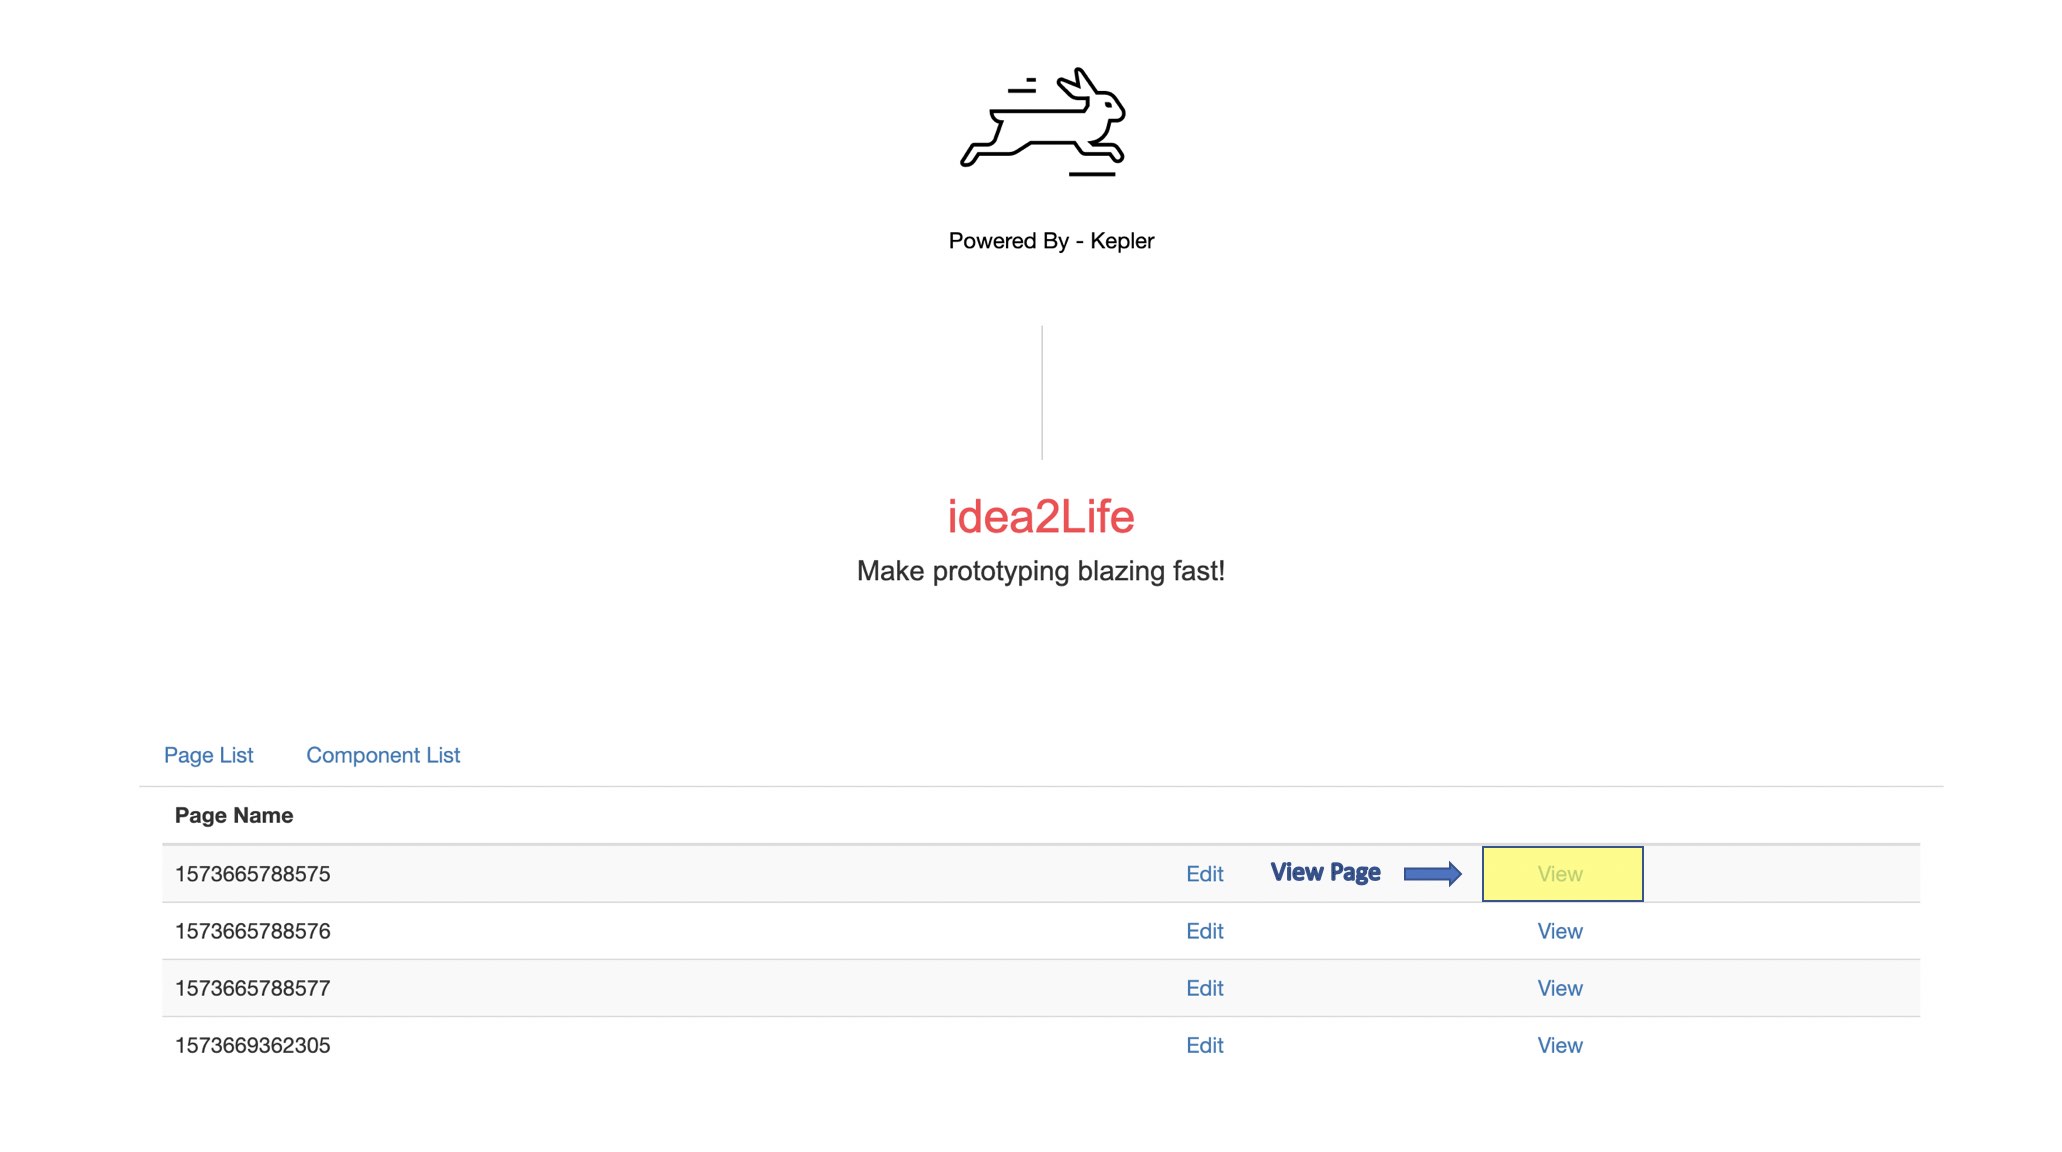 Powered By - Kepler
idea2Life
Make prototyping blazing fast!
Page List Component List
Page Name
1573665788575 Edit View Page View
1573665788576 Edit View
1573665788577 Edit View
1573669362305 Edit View